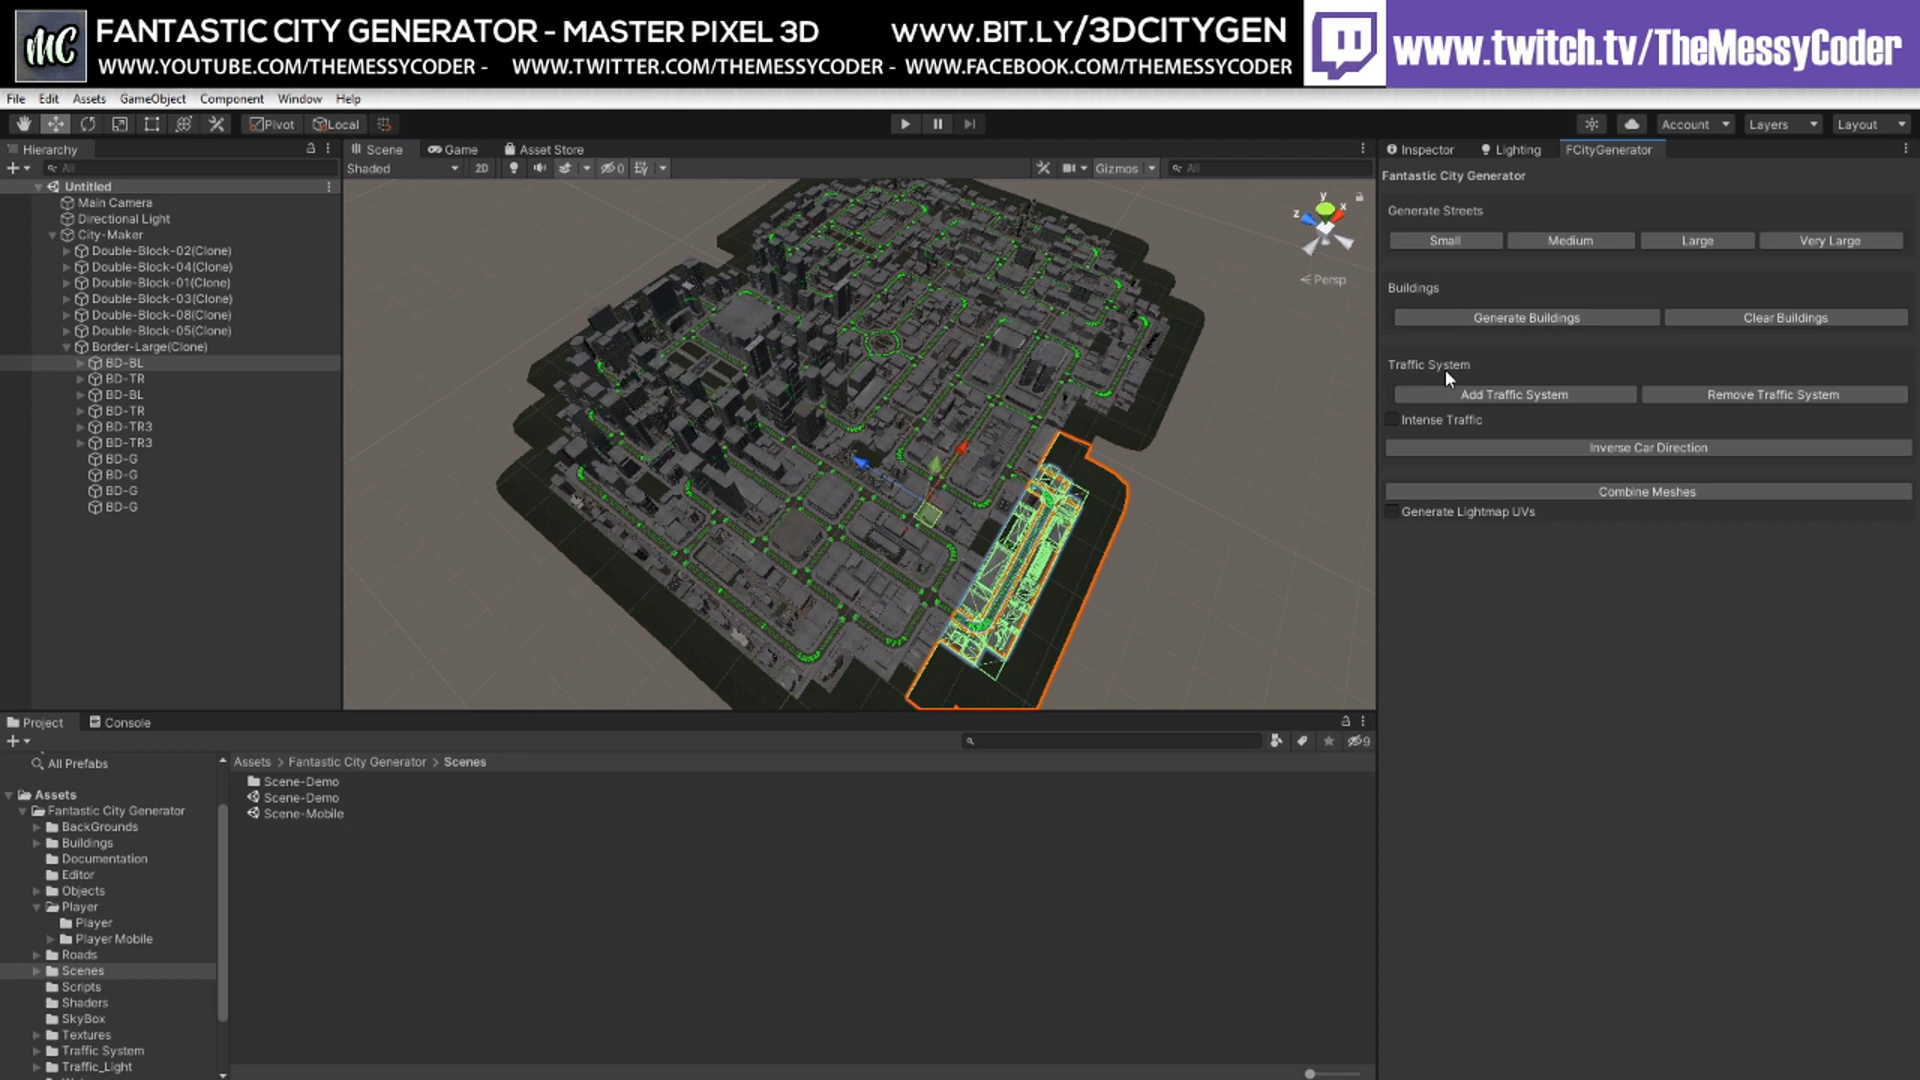 mc FANTASTIC CITY GENERATOR - MASTER PIXEL 3D WWW.BIT.LY/3DCITYGEN
WWW.YOUTUBE.COM/THEMESSYCODER - WWW.TWITTER.COM/THEMESSYCODER - WWW.FACEBOOK.COM/THEMESSYCODER
www.twitch.tv/TheMessyCoder
File Edit Assets GameObject Component Window Help
Pivot Local Account Layers Layout
Hierarchy
All
Untitled
Main Camera
Directional Light
City-Maker
Double-Block-02(Clone)
Double-Block-04(Clone)
Double-Block-01(Clone)
Double-Block-03(Clone)
Double-Block-08(Clone)
Double-Block-05(Clone)
Border-Large(Clone)
BD-BL
BD-TR
BD-BL
BD-TR
BD-TR3
BD-TR3
BD-G
BD-G
BD-G
BD-G
Scene Game Asset Store
Shaded 2D 0 Gizmos All
y
x
z
Persp
Inspector Lighting FCityGenerator
Fantastic City Generator
Generate Streets
Small Medium Large Very Large
Buildings
Generate Buildings Clear Buildings
Traffic System
Add Traffic System Remove Traffic System
Intense Traffic
Inverse Car Direction
Combine Meshes
Generate Lightmap UVs
Project Console
9
All Prefabs
Assets
Fantastic City Generator
BackGrounds
Buildings
Documentation
Editor
Objects
Player
Player
Player Mobile
Roads
Scenes
Scripts
Shaders
SkyBox
Textures
Traffic System
Traffic_Light
Assets > Fantastic City Generator > Scenes
Scene-Demo
Scene-Demo
Scene-Mobile